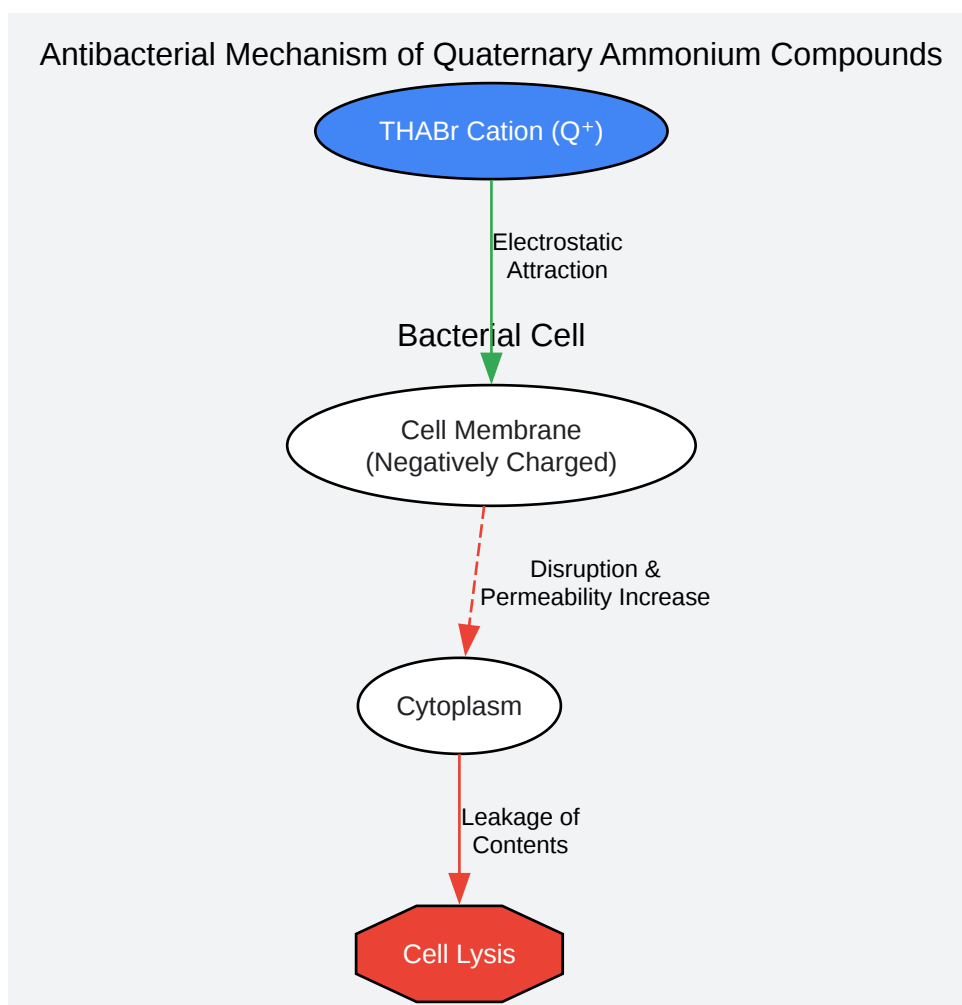 Antibacterial Mechanism of Quaternary Ammonium Compounds
THABr Cation (Q⁺)
Electrostatic
Attraction
Bacterial Cell
Cell Membrane
(Negatively Charged)
Disruption &
Permeability Increase
Cytoplasm
Leakage of
Contents
Cell Lysis